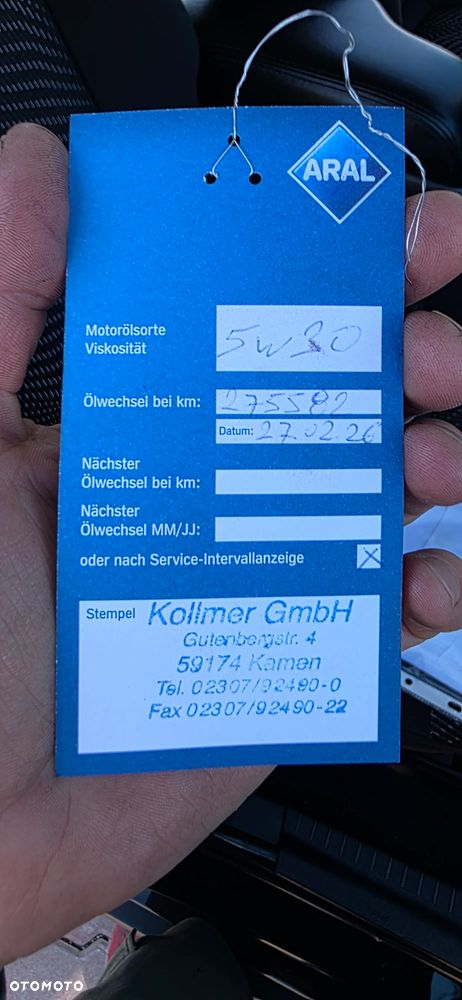 ARAL
Motorölsorte
Viskosität
5w30
Ölwechsel bei km:
275582
Datum: 27.02.26
Nächster
Ölwechsel bei km:
Nächster
Ölwechsel MM/JJ:
oder nach Service-Intervallanzeige
Stempel
Kollmer GmbH
Gutenbergstr. 4
59174 Kamen
Tel. 02307/92490-0
Fax 02307/92490-22
OTOMOTO